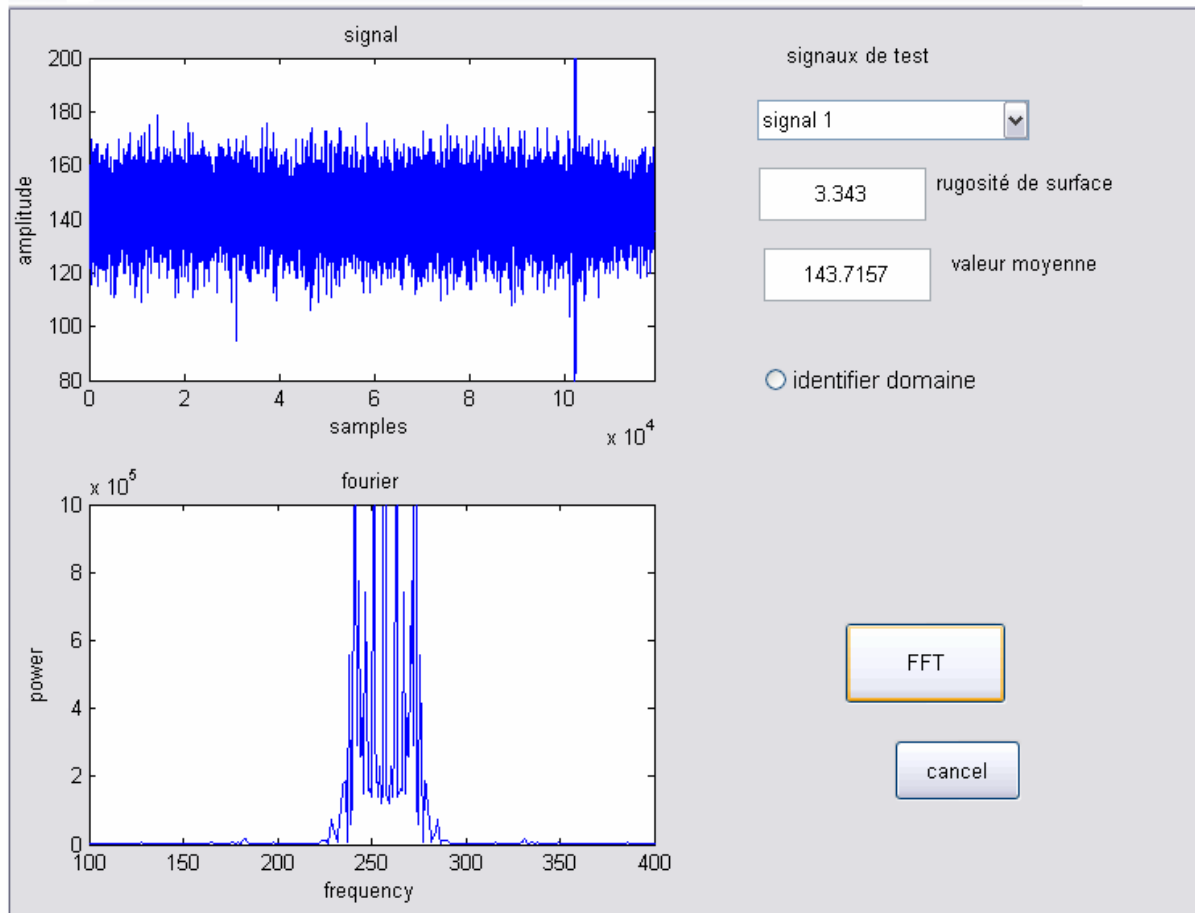 signal
200
180
160
140
120
100
80
amplitude
0
2
4
6
8
10
samples
x 10^4
signaux de test
signal 1
3.343
rugosité de surface
143.7157
valeur moyenne
identifier domaine
x 10^5
fourier
10
8
6
4
2
0
power
100
150
200
250
300
350
400
frequency
FFT
cancel